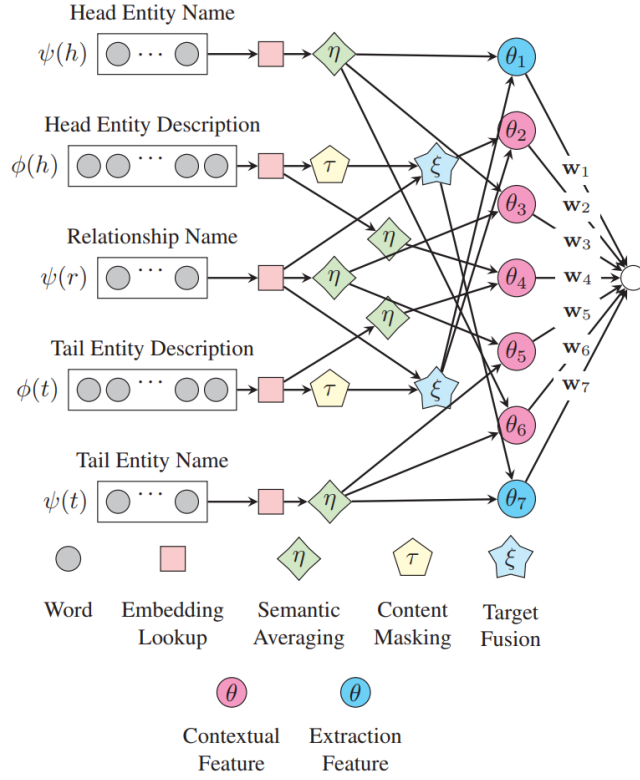 Head Entity Name
ψ(h) ··· η θ₁
Head Entity Description
ϕ(h) ··· τ ξ θ₂
w₁
w₂
θ₃
w₃
Relationship Name
η
ψ(r) ··· η θ₄ w₄
η
w₅
Tail Entity Description
θ₅
w₆
ϕ(t) ··· τ ξ
w₇
θ₆
Tail Entity Name
ψ(t) ··· η θ₇
η τ ξ
Word Embedding Semantic Content Target
Lookup Averaging Masking Fusion
θ θ
Contextual Extraction
Feature Feature